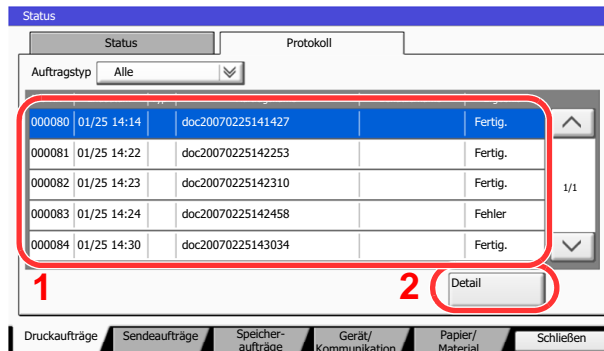 Status
Status Protokoll
Auftragstyp Alle
000080 01/25 14:14 doc20070225141427 Fertig.
000081 01/25 14:22 doc20070225142253 Fertig.
000082 01/25 14:23 doc20070225142310 Fertig.
1/1
000083 01/25 14:24 doc20070225142458 Fehler
000084 01/25 14:30 doc20070225143034 Fertig.
1 2 Detail
Druckaufträge Sendeaufträge Speicher-
aufträge Gerät/
Kommunikation Papier/
Material Schließen